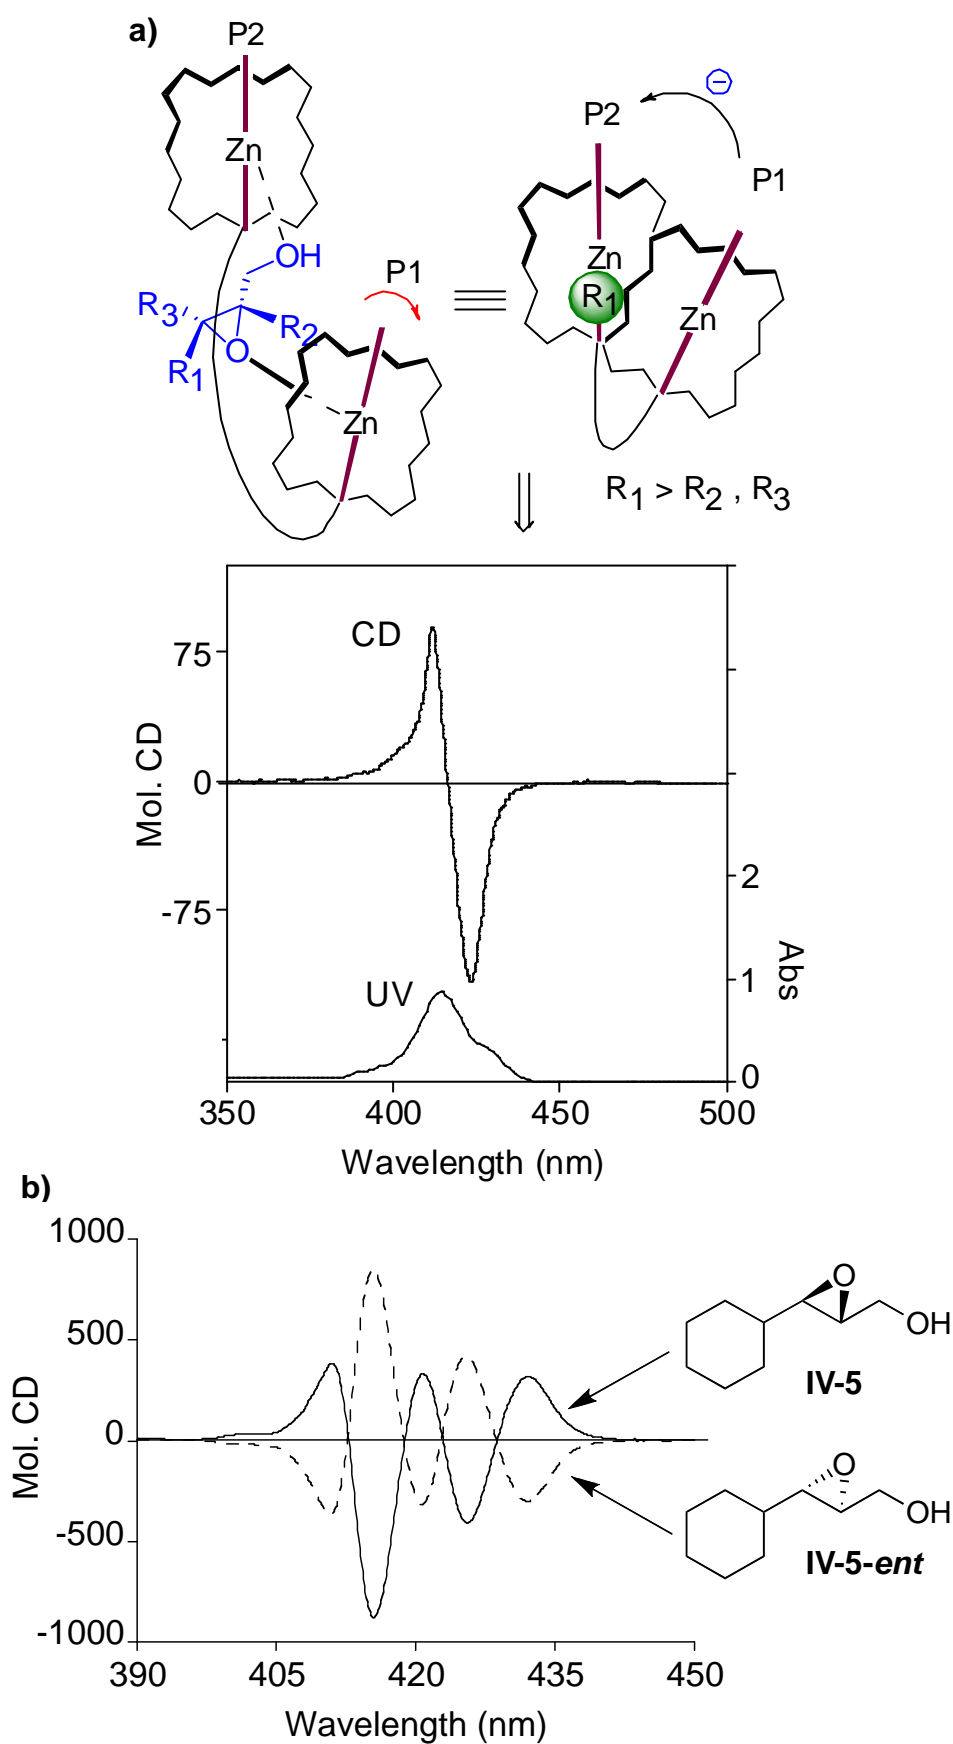 a)
P2
Zn
OH
P1
R3
R2
O
R1
Zn
P2
P1
Zn
R1
Zn
R1 > R2 , R3
CD
75
0
-75
Mol. CD
UV
2
1
0
Abs
350 400 450 500
Wavelength (nm)
b)
1000
500
0
-500
-1000
Mol. CD
390 405 420 435 450
Wavelength (nm)
O
OH
IV-5
O
OH
IV-5-ent